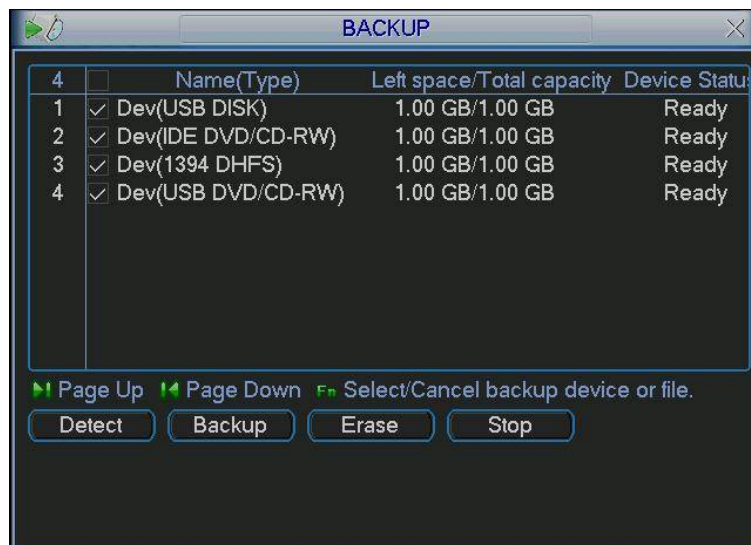 BACKUP
4 Name(Type) Left space/Total capacity Device Statu
1 Dev(USB DISK) 1.00 GB/1.00 GB Ready
2 Dev(IDE DVD/CD-RW) 1.00 GB/1.00 GB Ready
3 Dev(1394 DHFS) 1.00 GB/1.00 GB Ready
4 Dev(USB DVD/CD-RW) 1.00 GB/1.00 GB Ready
Page Up Page Down Fn Select/Cancel backup device or file.
Detect Backup Erase Stop